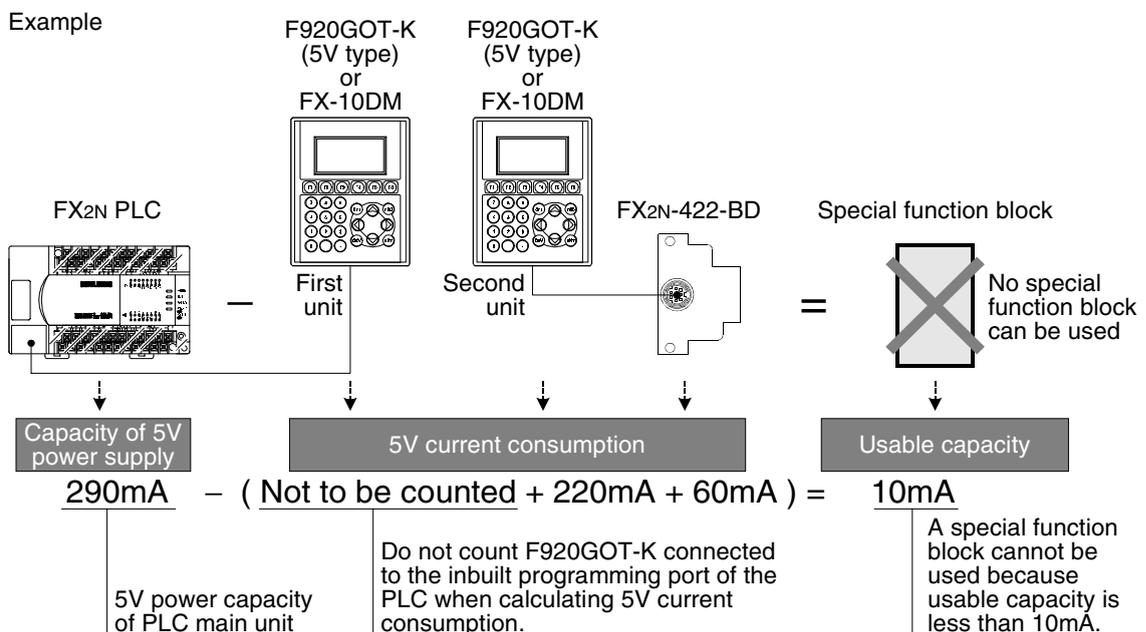 Example
F920GOT-K
(5V type)
or
FX-10DM
F920GOT-K
(5V type)
or
FX-10DM
FX2N PLC
FX2N-422-BD
Special function block
First
unit
Second
unit
No special
function block
can be used
–
=
Capacity of 5V
power supply
5V current consumption
Usable capacity
290mA – ( Not to be counted + 220mA + 60mA ) = 10mA
5V power capacity
of PLC main unit
Do not count F920GOT-K connected
to the inbuilt programming port of the
PLC when calculating 5V current
consumption.
A special function
block cannot be
used because
usable capacity is
less than 10mA.